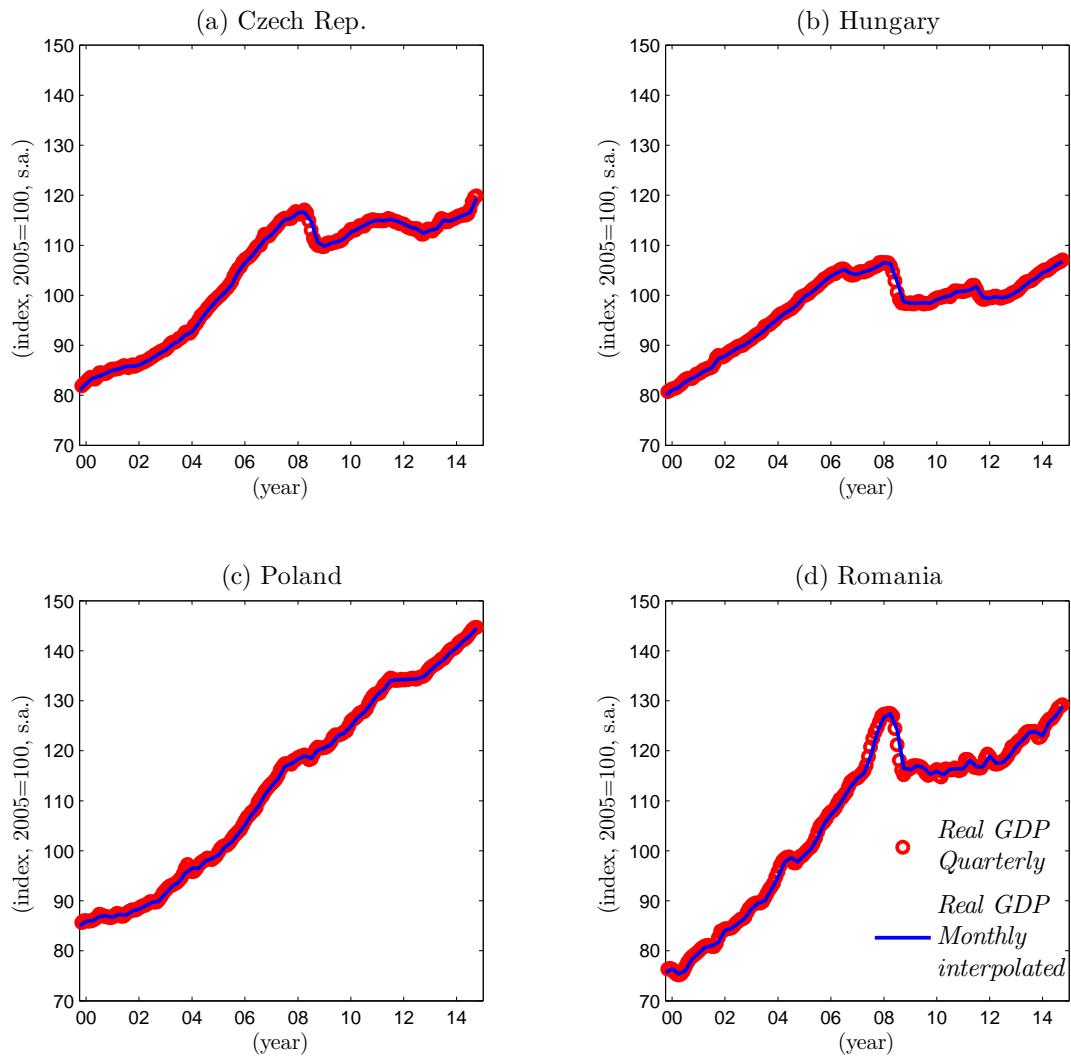 (a) Czech Rep.
150
140
130
120
110
100
90
80
70
(index, 2005=100, s.a.)
00 02 04 06 08 10 12 14
(year)
(b) Hungary
150
140
130
120
110
100
90
80
70
(index, 2005=100, s.a.)
00 02 04 06 08 10 12 14
(year)
(c) Poland
150
140
130
120
110
100
90
80
70
(index, 2005=100, s.a.)
00 02 04 06 08 10 12 14
(year)
(d) Romania
150
140
130
120
110
100
90
80
70
(index, 2005=100, s.a.)
Real GDP
Quarterly
Real GDP
Monthly
interpolated
00 02 04 06 08 10 12 14
(year)